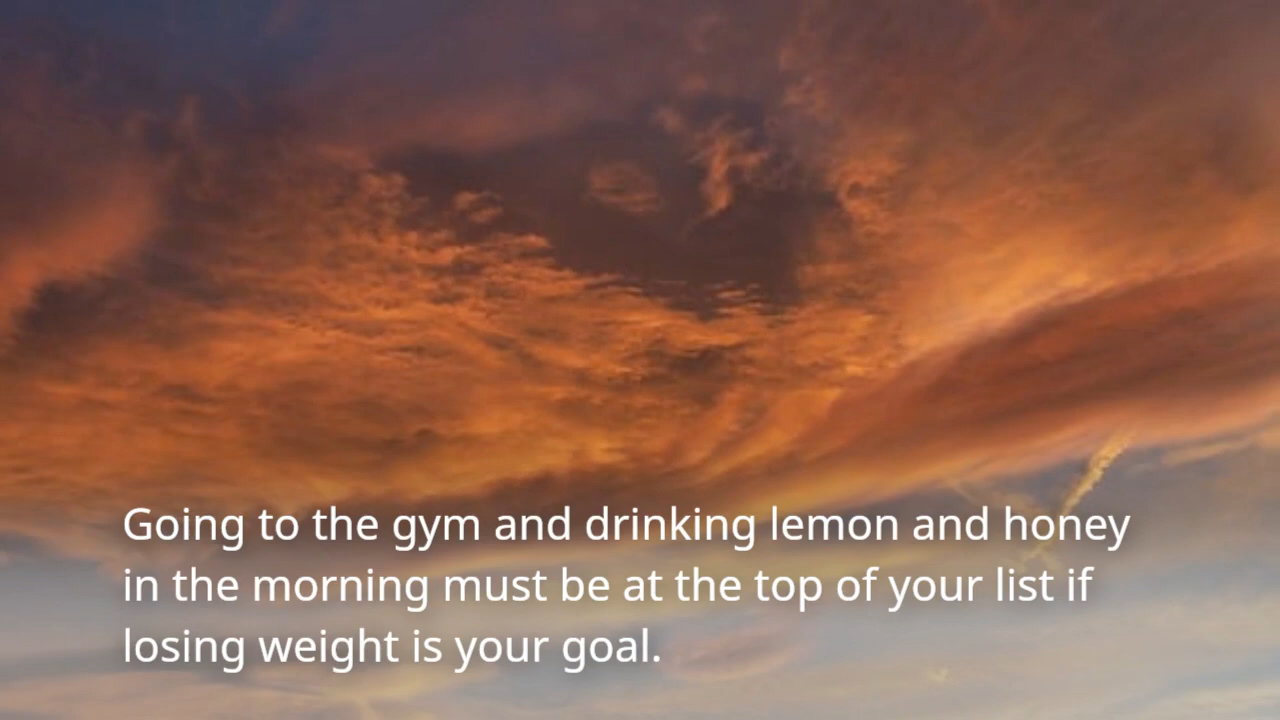 Going to the gym and drinking lemon and honey
in the morning must be at the top of your list if
losing weight is your goal.